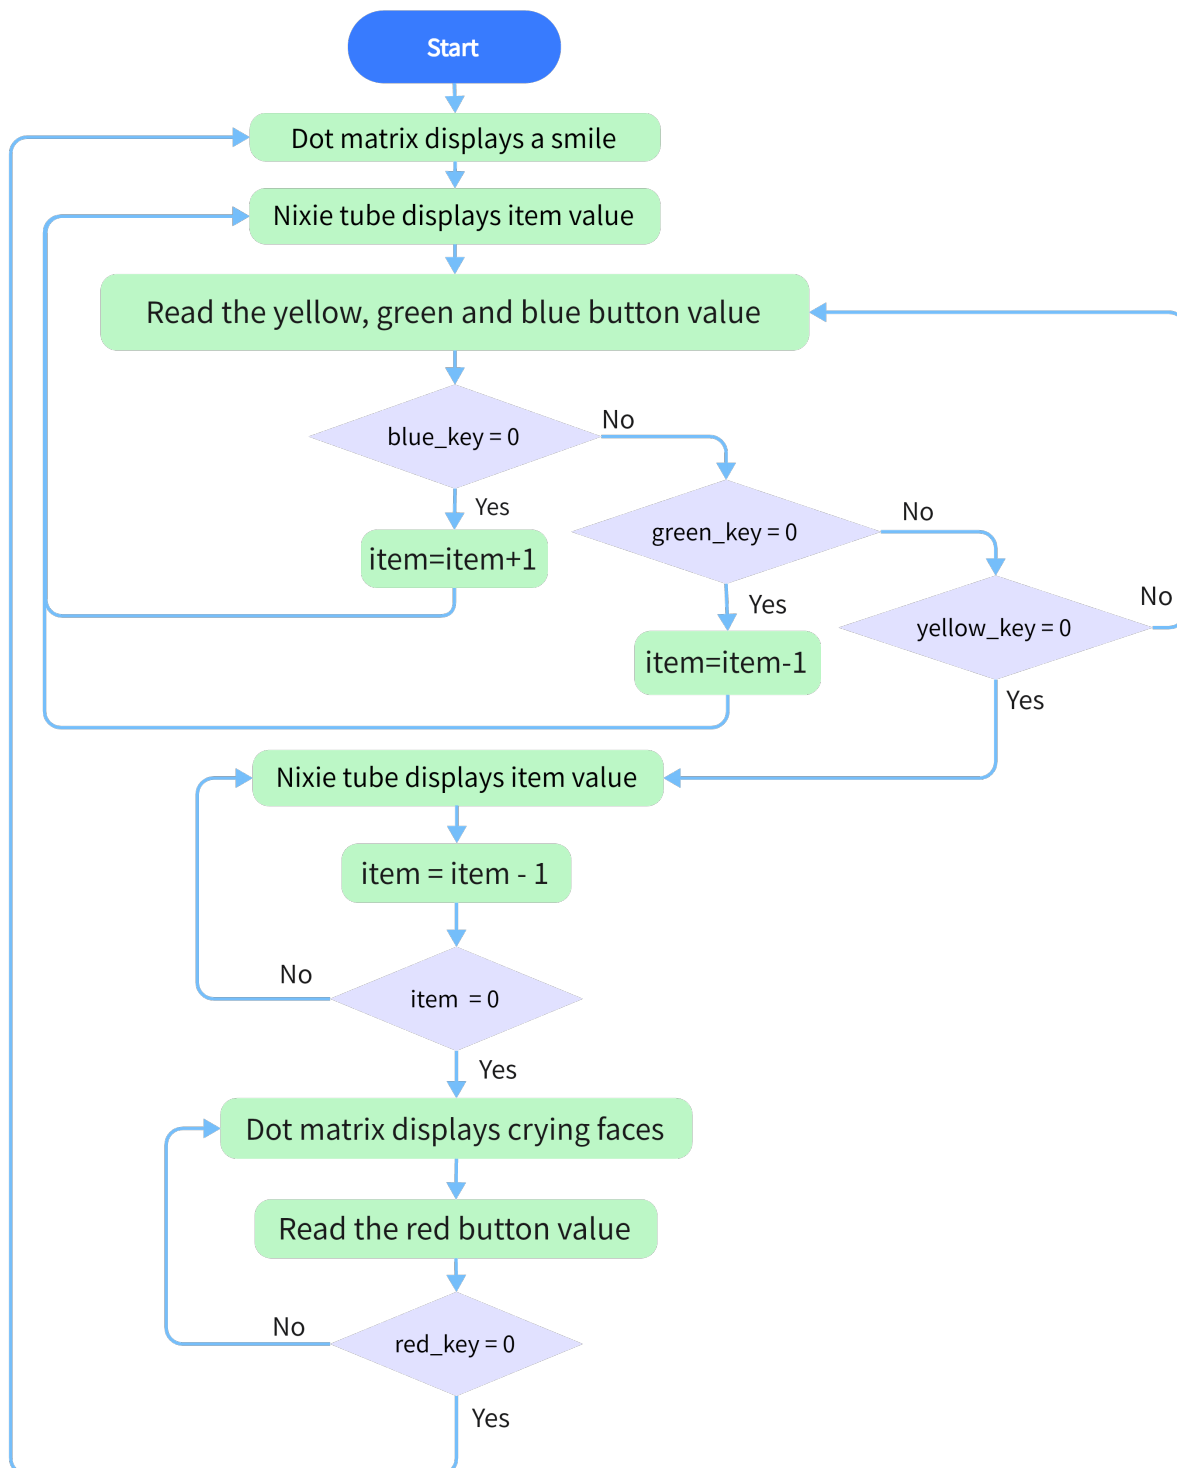 Start
Dot matrix displays a smile
Nixie tube displays item value
Read the yellow, green and blue button value
blue_key = 0
No
Yes
green_key = 0
No
item=item+1
Yes
No
yellow_key = 0
item=item-1
Yes
Nixie tube displays item value
item = item - 1
No
item = 0
Yes
Dot matrix displays crying faces
Read the red button value
No
red_key = 0
Yes